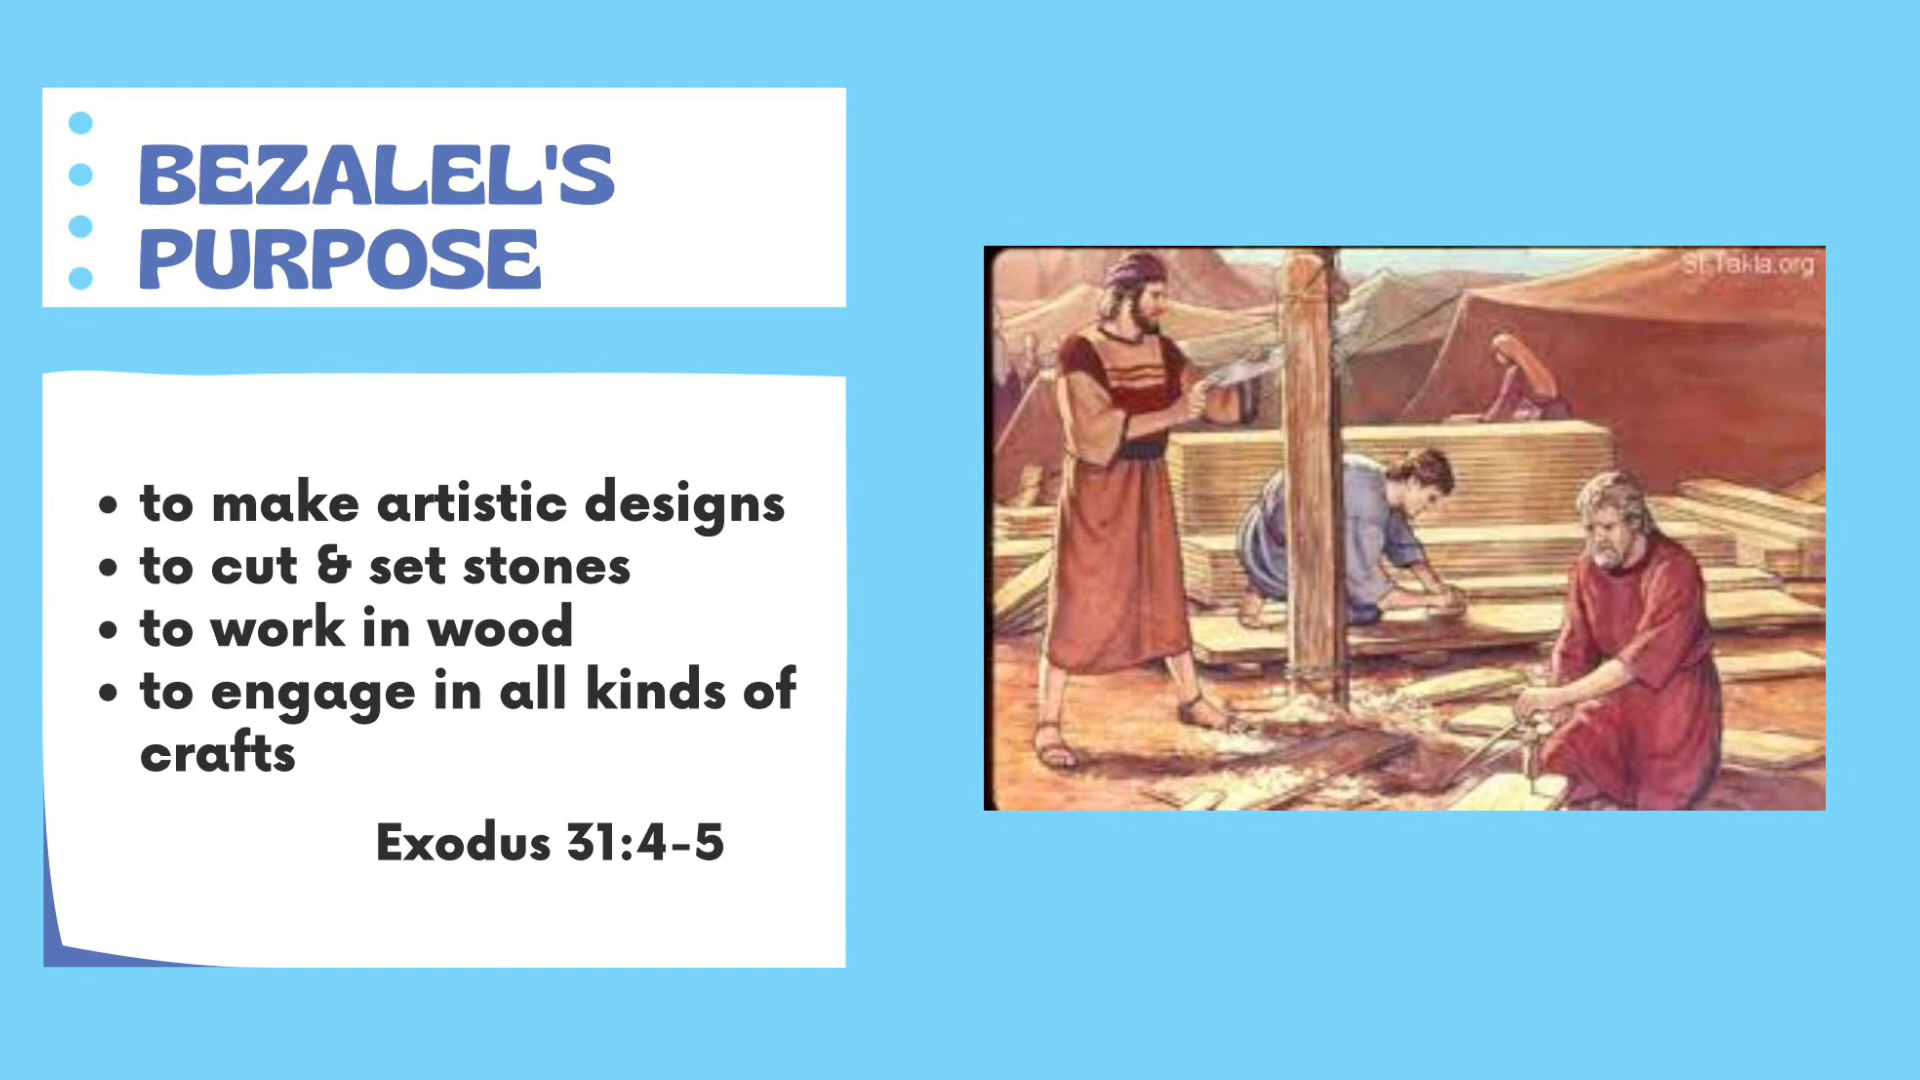 BEZALEL'S
PURPOSE
• to make artistic designs
• to cut & set stones
• to work in wood
• to engage in all kinds of
crafts
Exodus 31:4-5
St-Takla.org